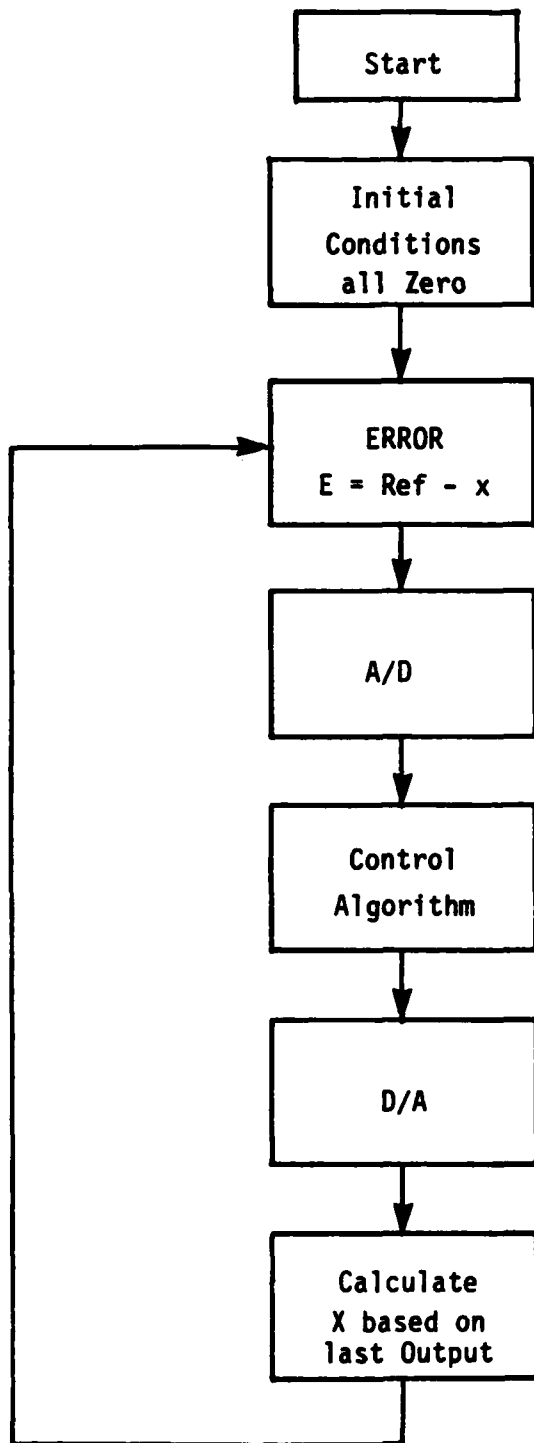 Start
Initial
Conditions
all Zero
ERROR
E = Ref - x
A/D
Control
Algorithm
D/A
Calculate
X based on
last Output